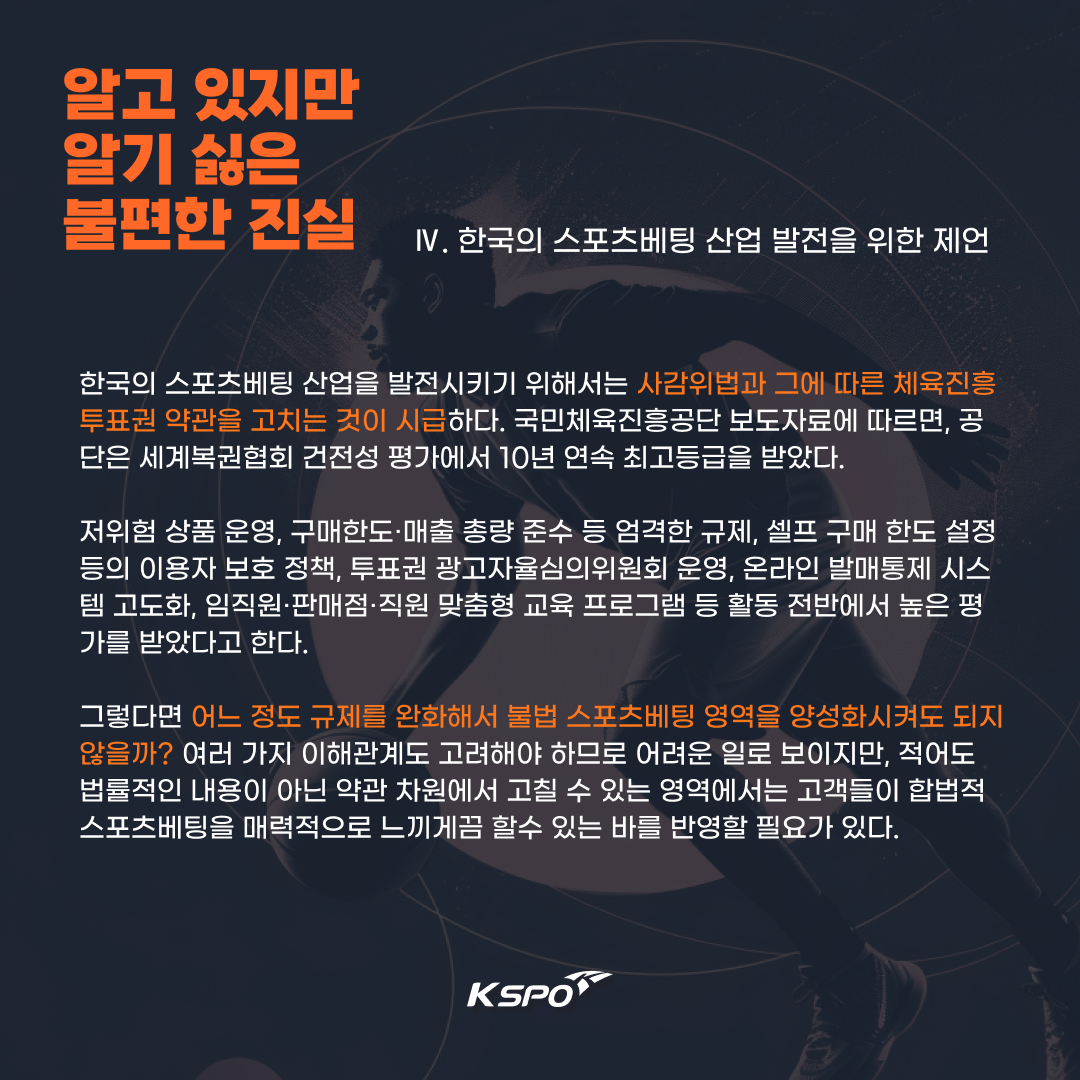 알고 있지만
알기 싫은
불편한 진실
Ⅳ. 한국의 스포츠베팅 산업 발전을 위한 제언
한국의 스포츠베팅 산업을 발전시키기 위해서는 사감위법과 그에 따른 체육진흥
투표권 약관을 고치는 것이 시급하다. 국민체육진흥공단 보도자료에 따르면, 공
단은 세계복권협회 건전성 평가에서 10년 연속 최고등급을 받았다.
저위험 상품 운영, 구매한도·매출 총량 준수 등 엄격한 규제, 셀프 구매 한도 설정
등의 이용자 보호 정책, 투표권 광고자율심의위원회 운영, 온라인 발매통제 시스
템 고도화, 임직원·판매점·직원 맞춤형 교육 프로그램 등 활동 전반에서 높은 평
가를 받았다고 한다.
그렇다면 어느 정도 규제를 완화해서 불법 스포츠베팅 영역을 양성화시켜도 되지
않을까? 여러 가지 이해관계도 고려해야 하므로 어려운 일로 보이지만, 적어도
법률적인 내용이 아닌 약관 차원에서 고칠 수 있는 영역에서는 고객들이 합법적
스포츠베팅을 매력적으로 느끼게끔 할수 있는 바를 반영할 필요가 있다.
KSPO